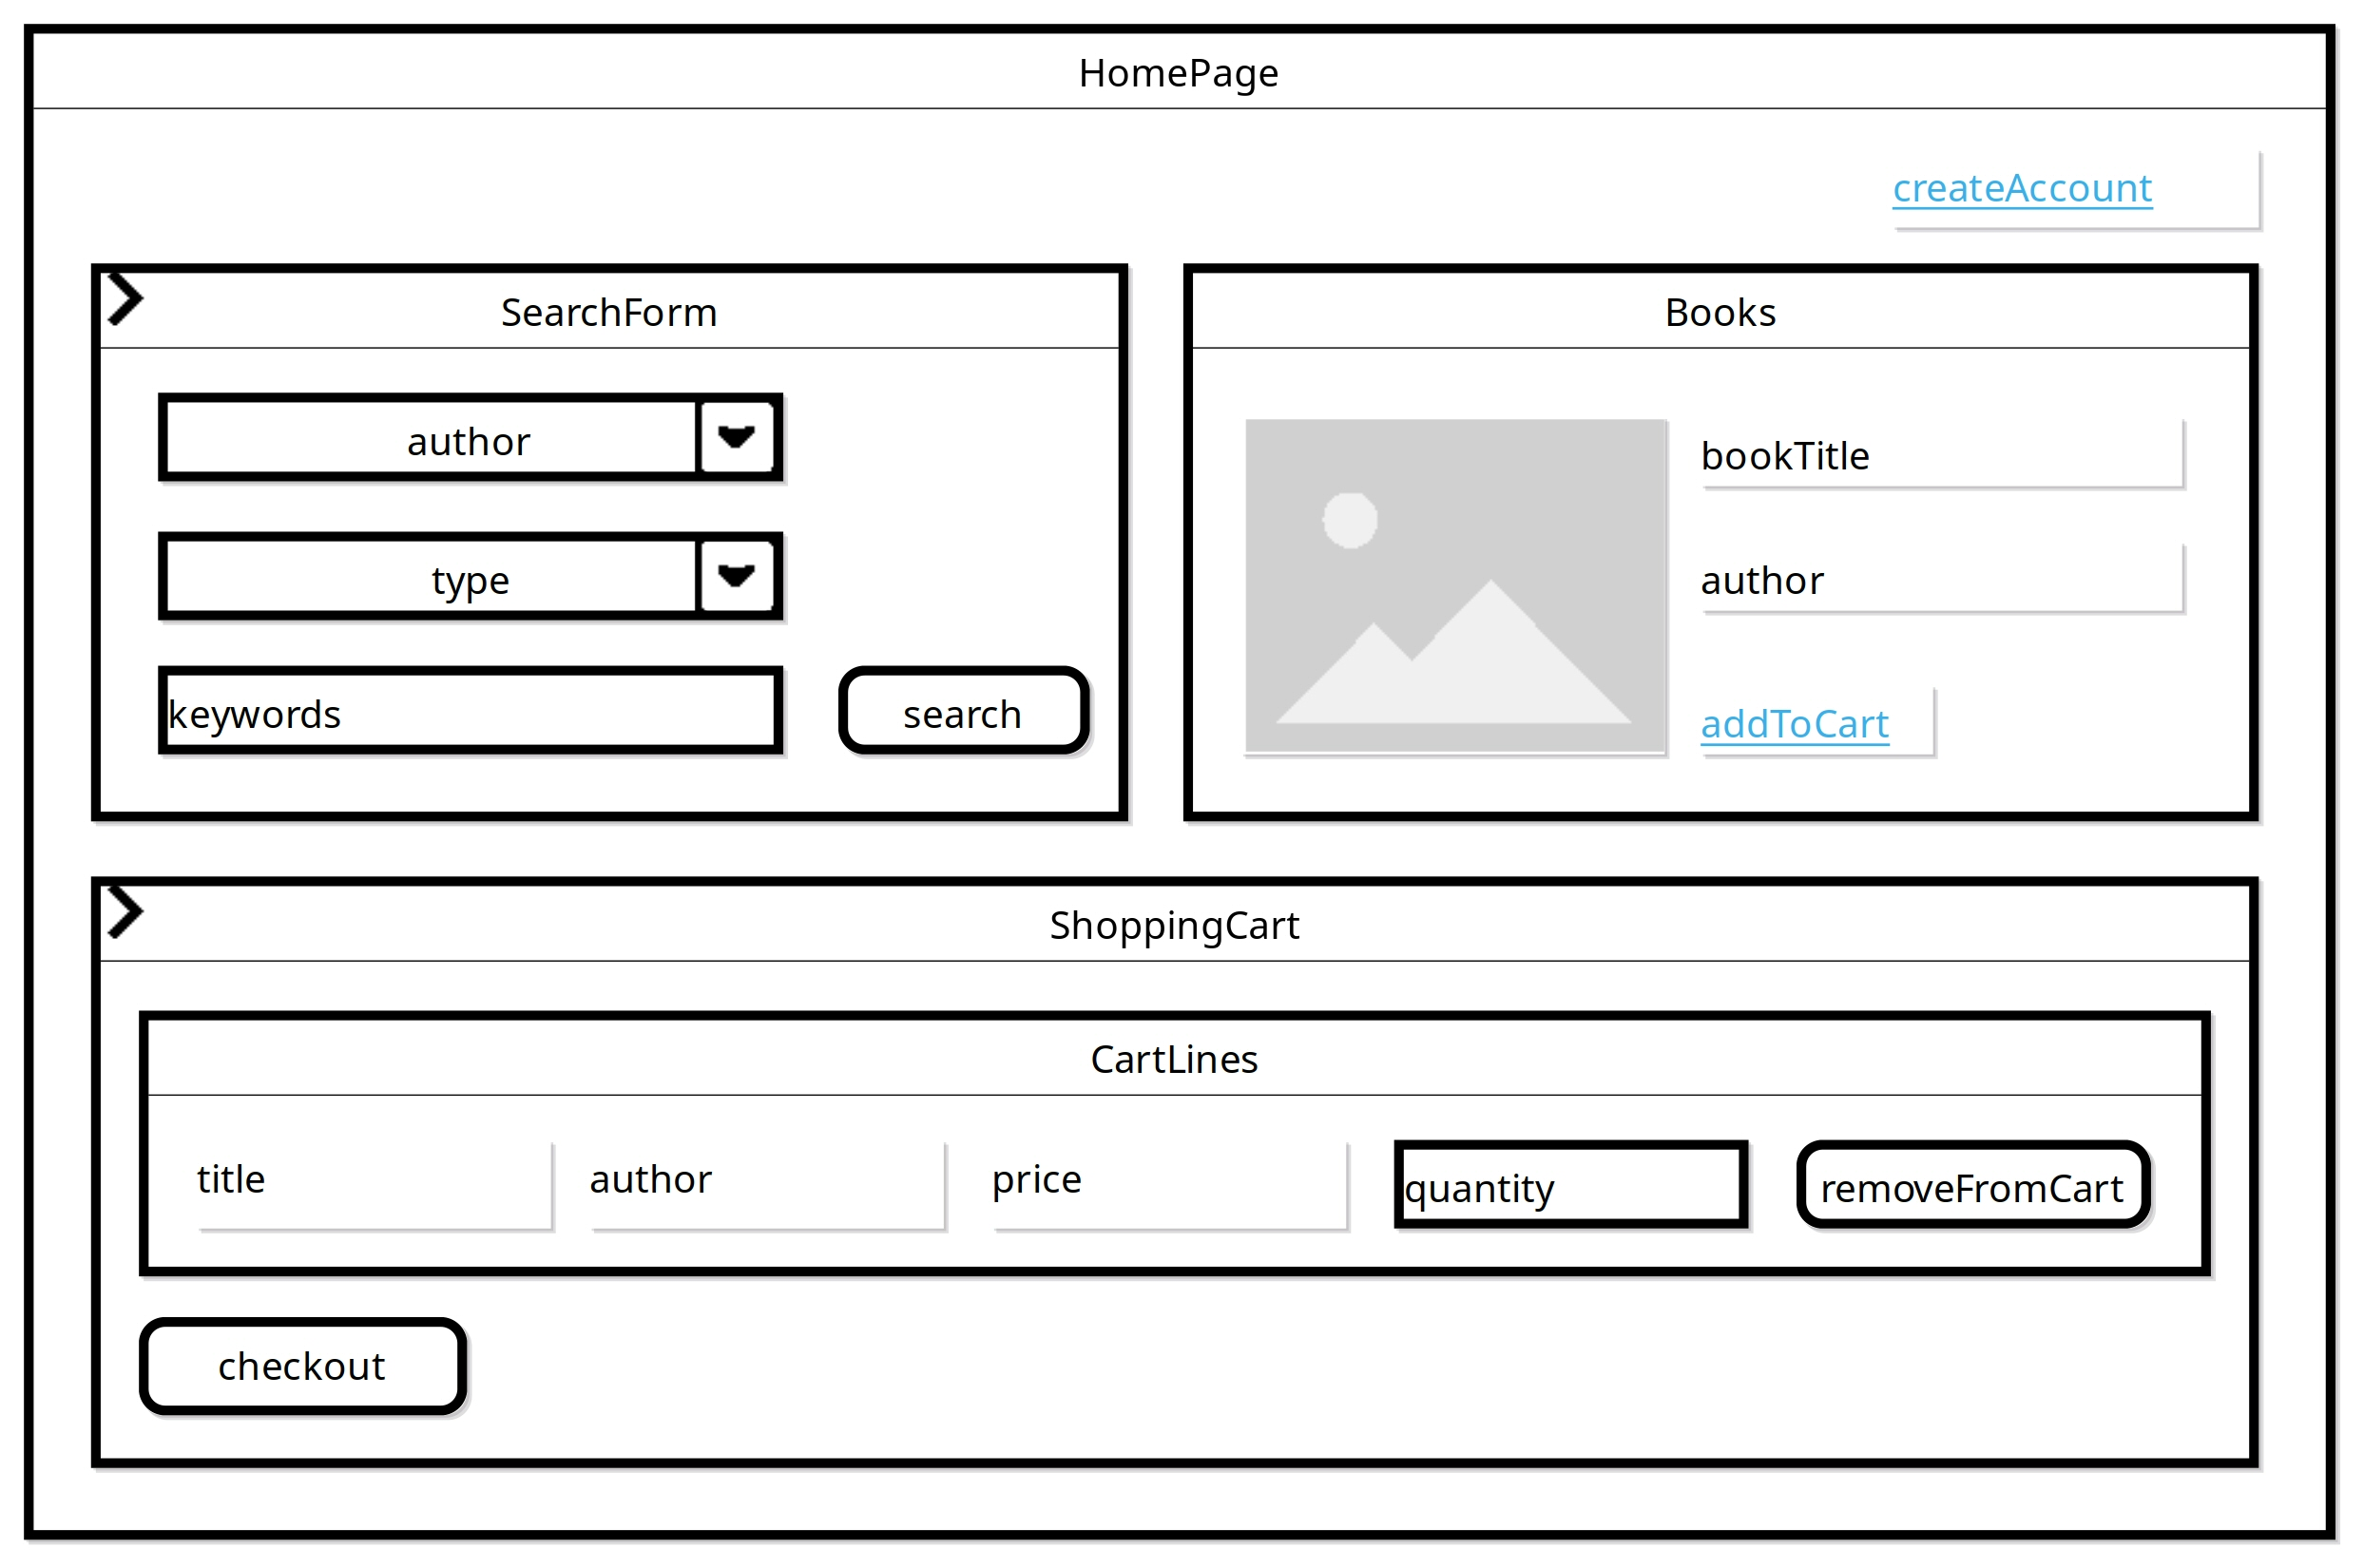 HomePage
createAccount
SearchForm
author
type
keywords
search
Books
bookTitle
author
addToCart
ShoppingCart
CartLines
title
author
price
quantity
removeFromCart
checkout